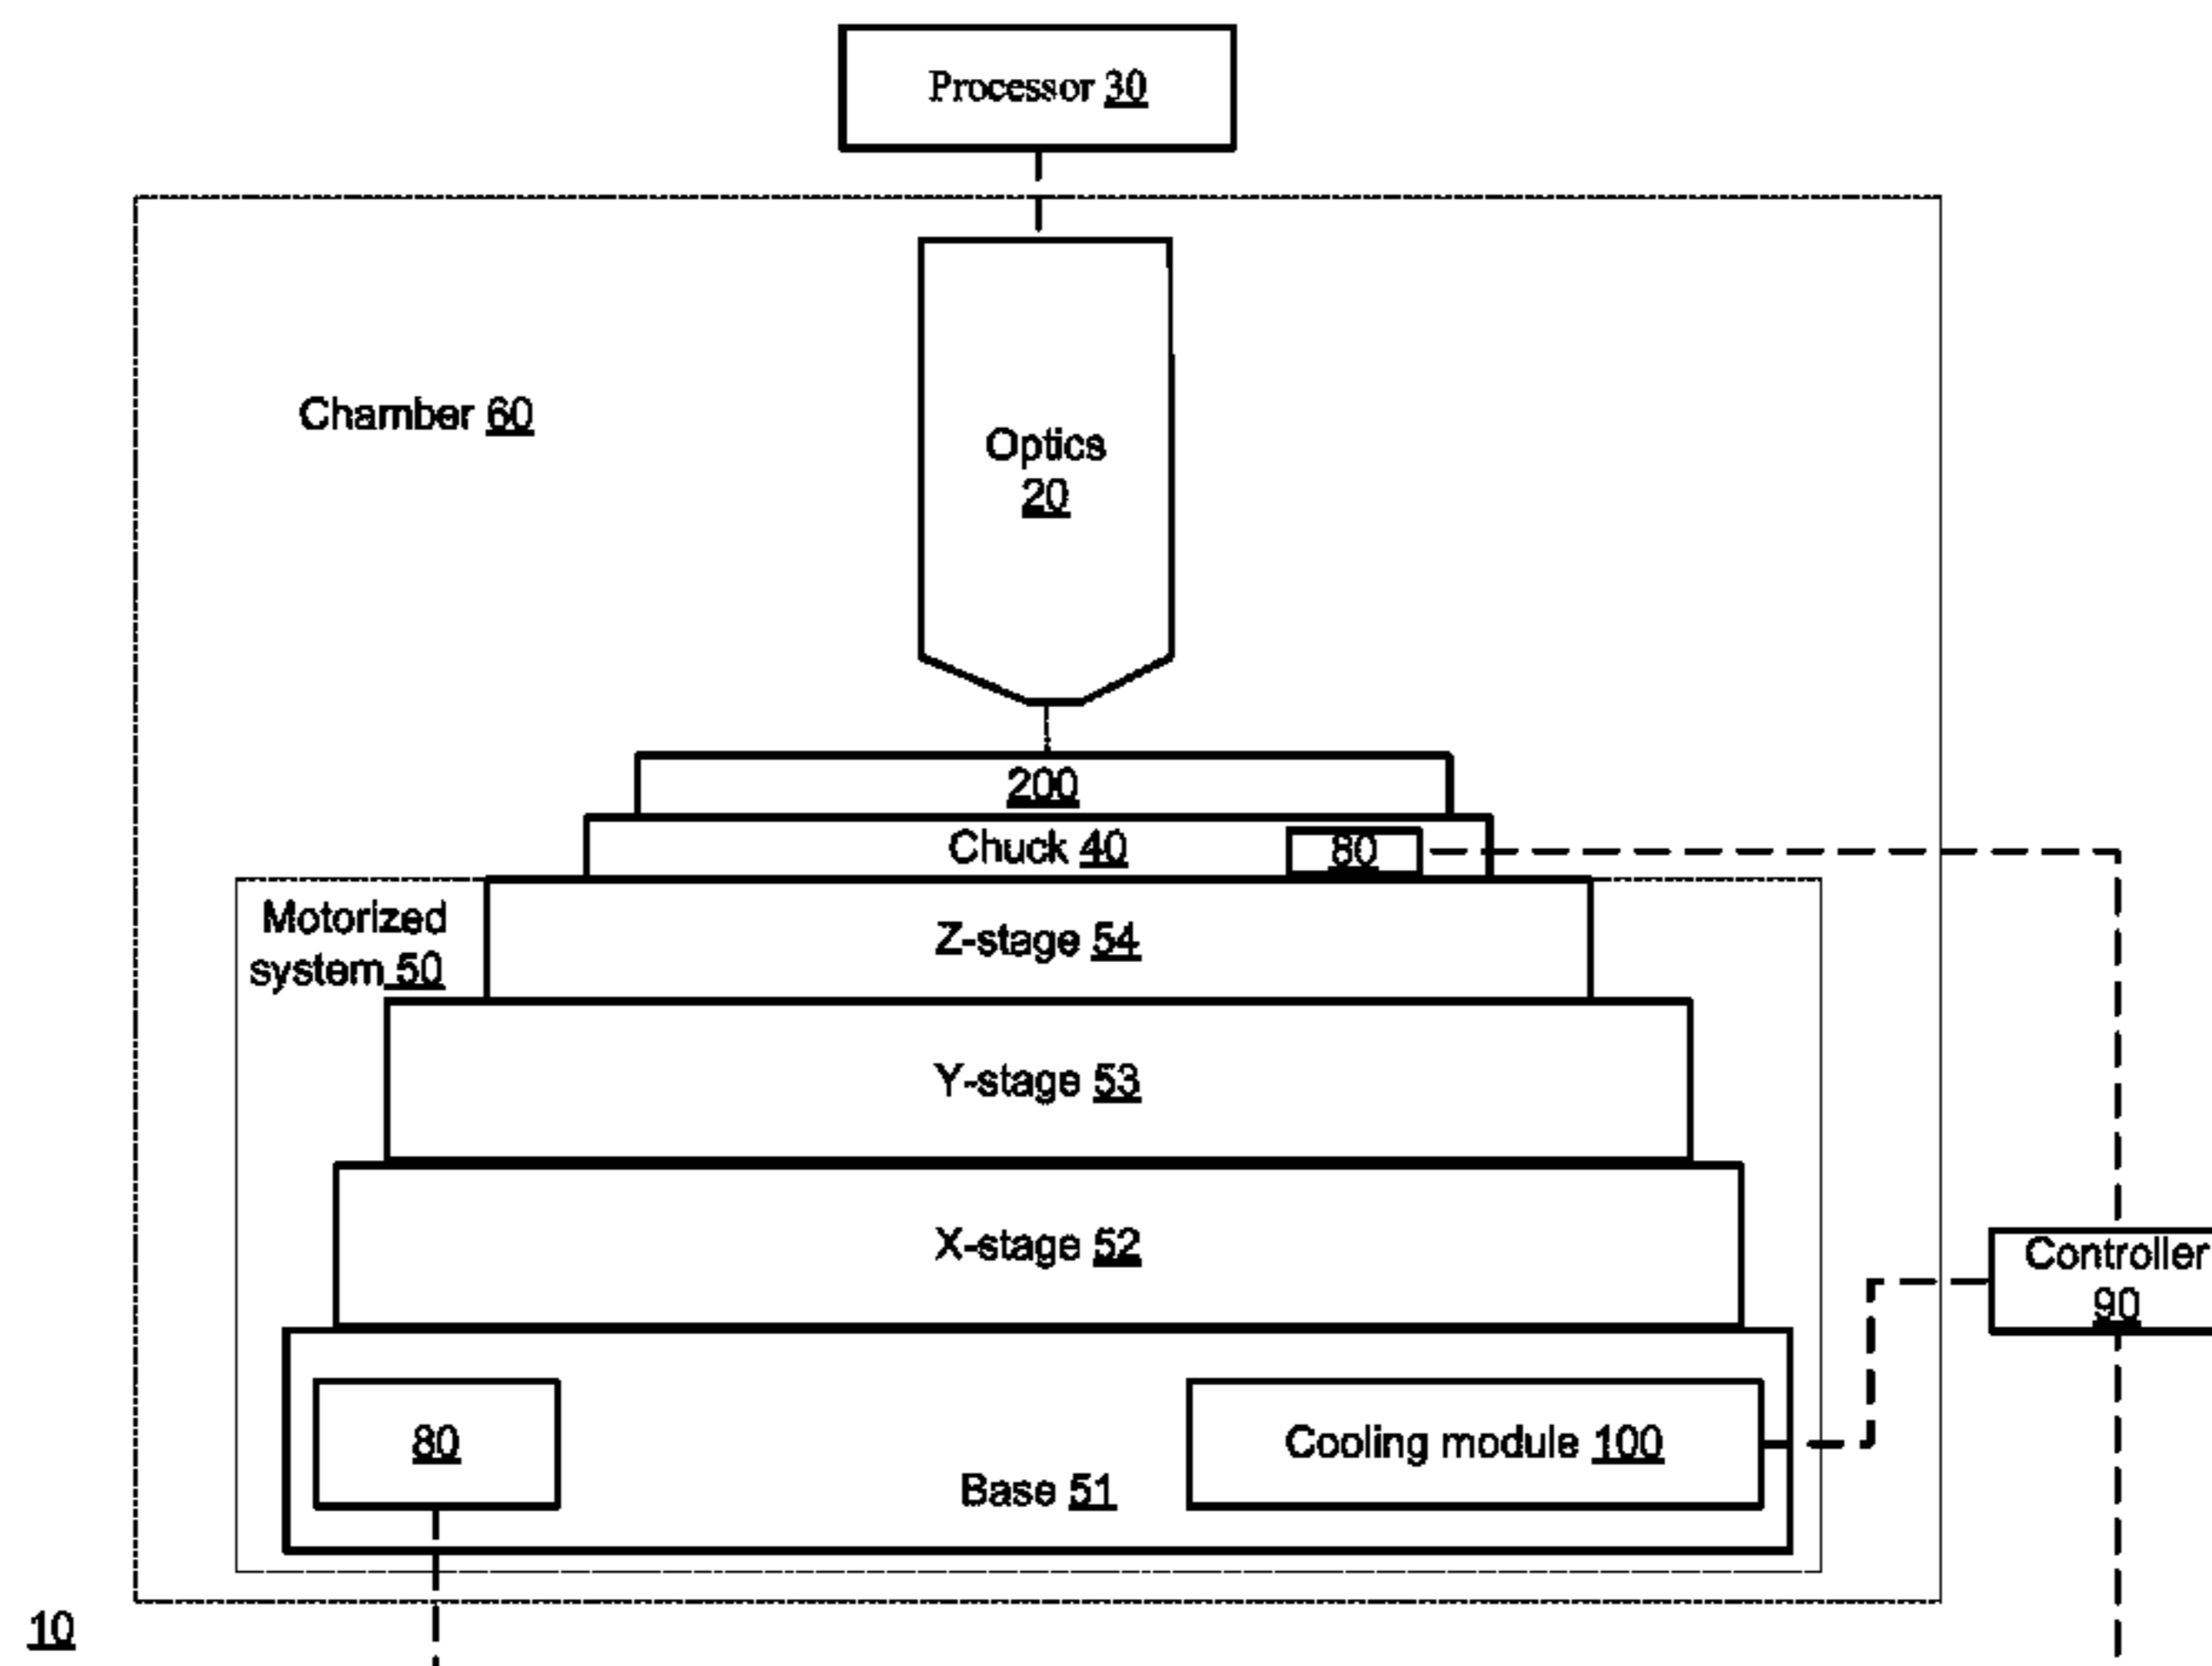 Processor 30
Chamber 60
Optics
20
200
Chuck 40
80
Motorized
system 50
Z-stage 54
Y-stage 53
X-stage 52
Controller
90
80
Cooling module 100
Base 51
10